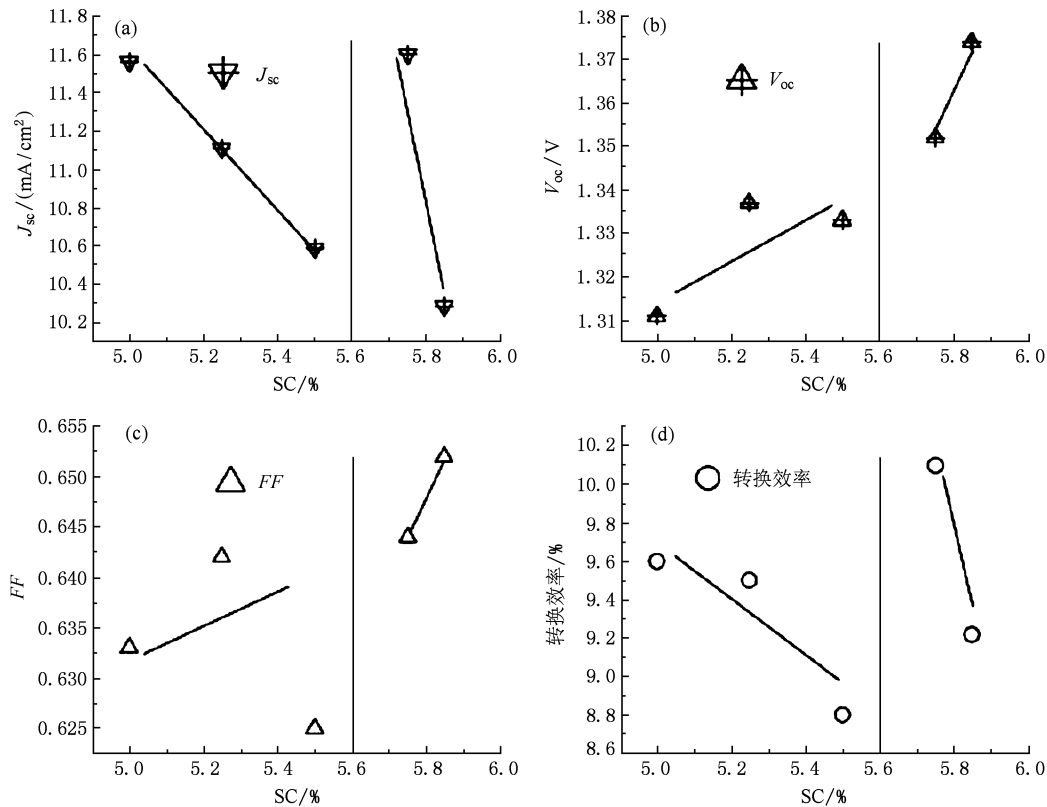 (a)
J_sc
J_sc/(mA/cm²)
11.8
11.6
11.4
11.2
11.0
10.8
10.6
10.4
10.2
5.0 5.2 5.4 5.6 5.8 6.0
SC/%
(b)
V_oc
V_oc/V
1.38
1.37
1.36
1.35
1.34
1.33
1.32
1.31
5.0 5.2 5.4 5.6 5.8 6.0
SC/%
(c)
FF
FF
0.655
0.650
0.645
0.640
0.635
0.630
0.625
5.0 5.2 5.4 5.6 5.8 6.0
SC/%
(d)
转换效率
转换效率/%
10.2
10.0
9.8
9.6
9.4
9.2
9.0
8.8
8.6
5.0 5.2 5.4 5.6 5.8 6.0
SC/%